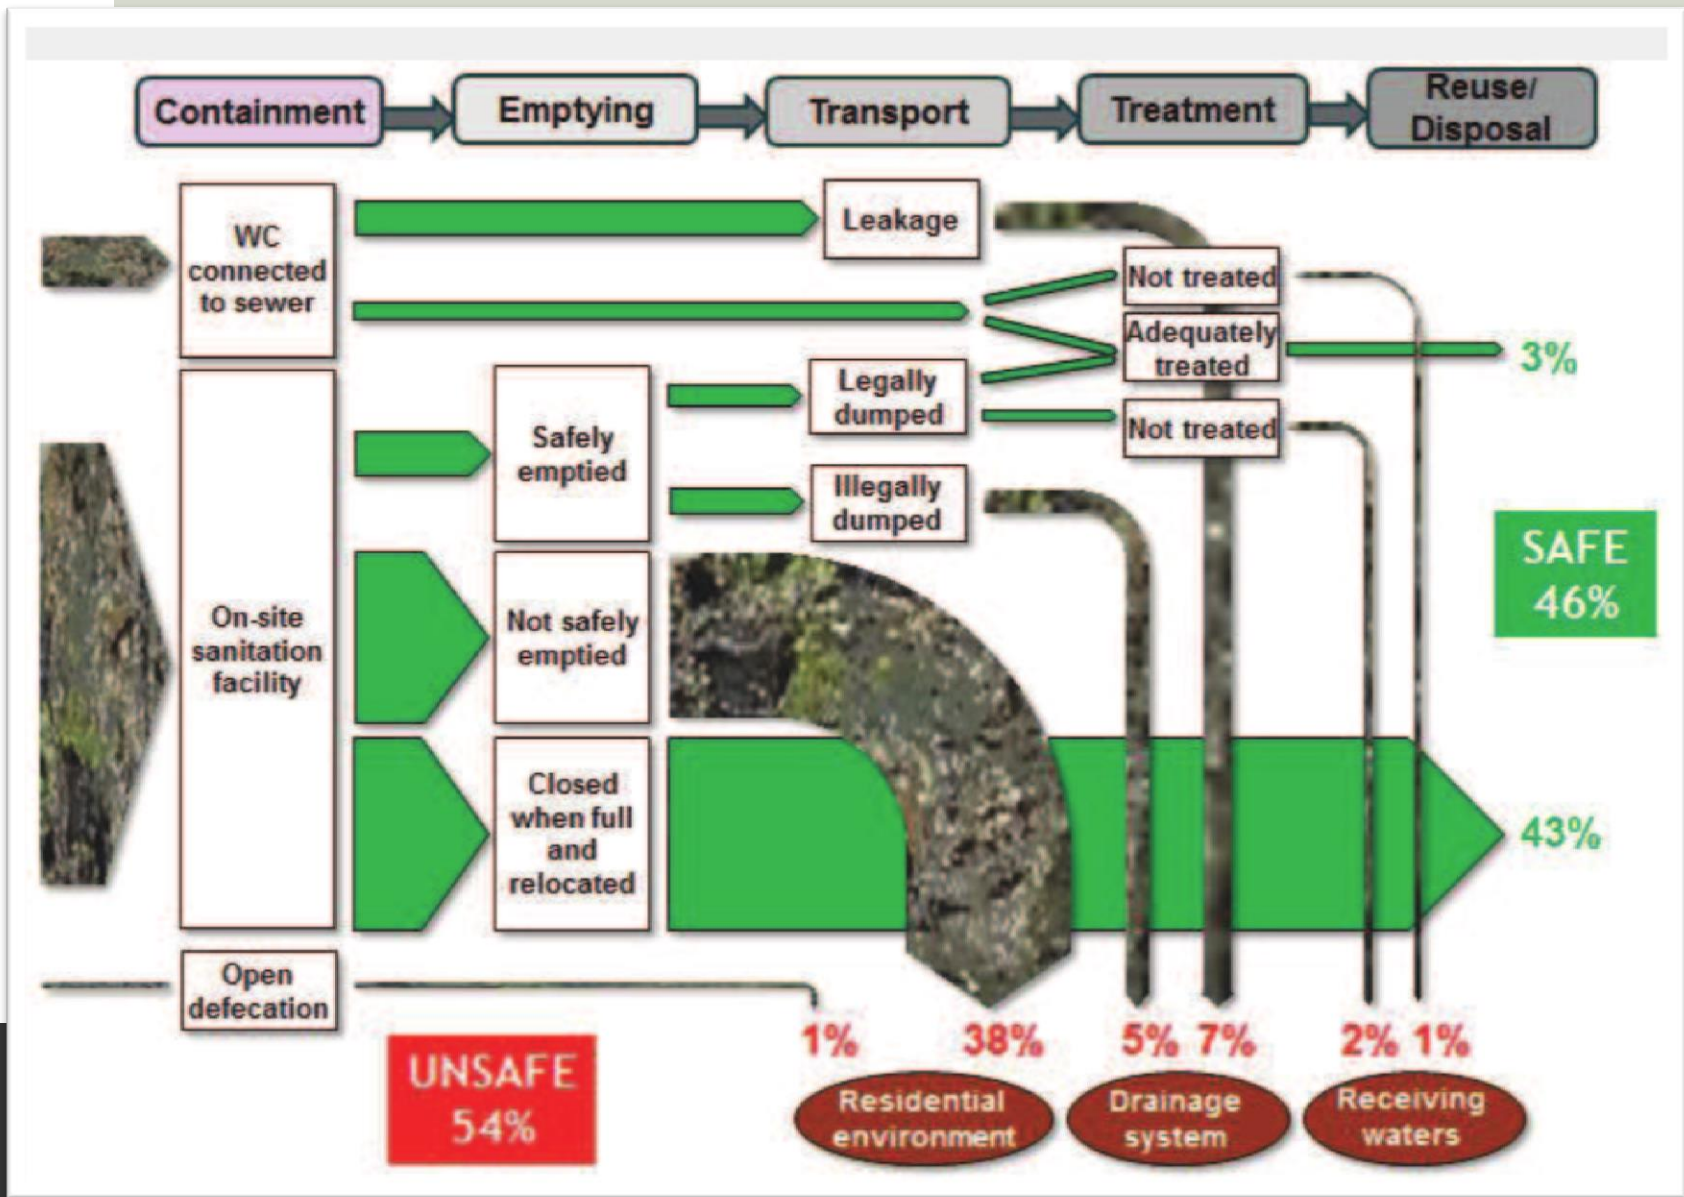 Containment
Emptying
Transport
Treatment
Reuse/
Disposal
WC
connected
to sewer
Leakage
Not treated
Adequately
treated
3%
Legally
dumped
Not treated
Safely
emptied
Illegally
dumped
SAFE
46%
On-site
sanitation
facility
Not safely
emptied
Closed
when full
and
relocated
43%
Open
defecation
UNSAFE
54%
1%
38%
5%
7%
2%
1%
Residential
environment
Drainage
system
Receiving
waters